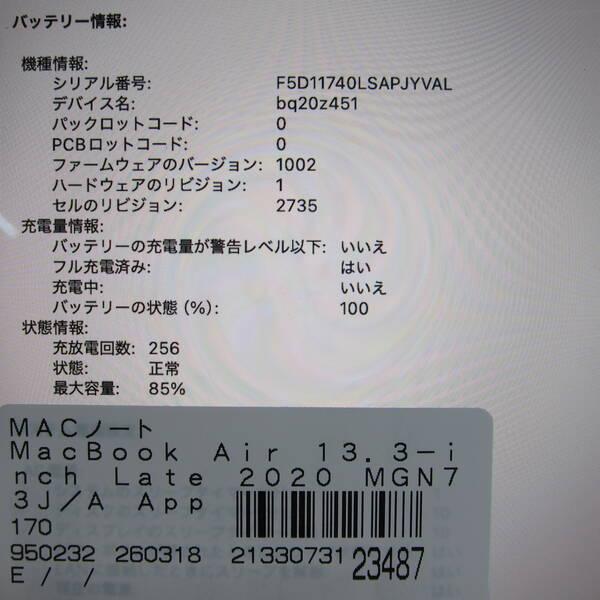 バッテリー情報:
機種情報:
シリアル番号: F5D11740LSAPJYVAL
デバイス名: bq20z451
パックロットコード: 0
PCBロットコード: 0
ファームウェアのバージョン: 1002
ハードウェアのリビジョン: 1
セルのリビジョン: 2735
充電量情報:
バッテリーの充電量が警告レベル以下: いいえ
フル充電済み: はい
充電中: いいえ
バッテリーの状態 (%): 100
状態情報:
充放電回数: 256
状態: 正常
最大容量: 85%
MACノート
MacBook Air 13.3-i
nch Late 2020 MGN7
3J/A App
170
950232 260318 21330731 23487
E / /